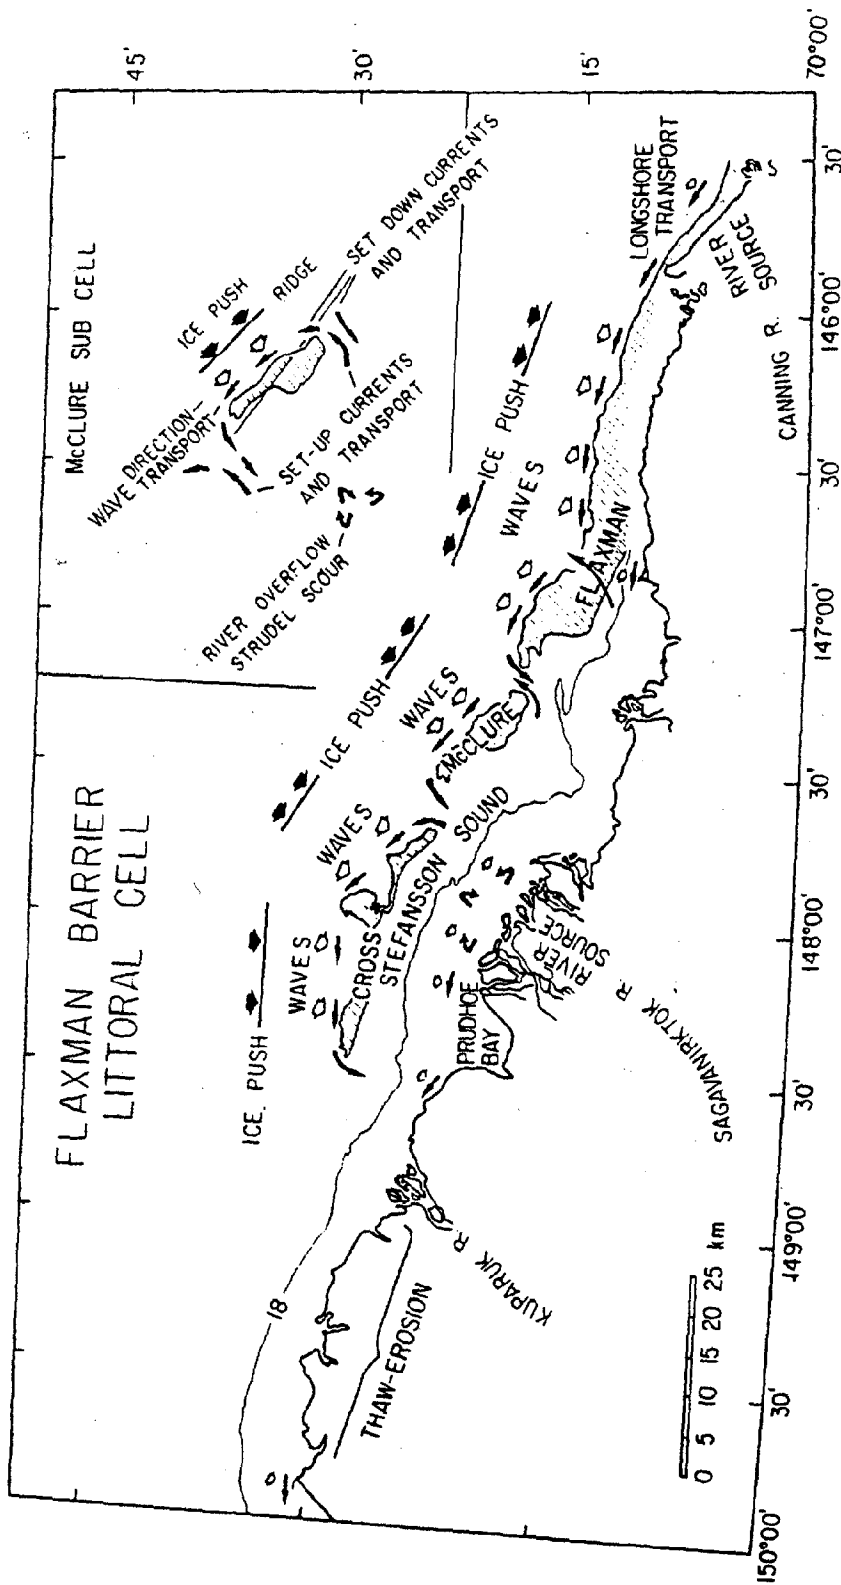 FLAXMAN BARRIER
LITTORAL CELL
McCLURE SUB CELL
ICE PUSH
RIDGE
DIRECTION
WAVE TRANSPORT
SET DOWN CURRENTS
AND TRANSPORT
SET-UP CURRENTS
AND TRANSPORT
RIVER OVERFLOW
STRUDEL SCOUR
ICE PUSH
WAVES
ICE PUSH
WAVES
WAVES
ICE PUSH
WAVES
LONGSHORE
TRANSPORT
FLAXMAN
McCLURE
CROSS
STEFANSSON SOUND
18
PRUDHOE
BAY
RIVER
SOURCE
RIVER
SOURCE
CANNING R.
SAGAVANIRKTOK R.
KUPARUK R.
THAW-EROSION
0 5 10 15 20 25 km
150°00'
30'
149°00'
30'
148°00'
30'
147°00'
30'
146°00'
30'
45'
30'
15'
70°00'